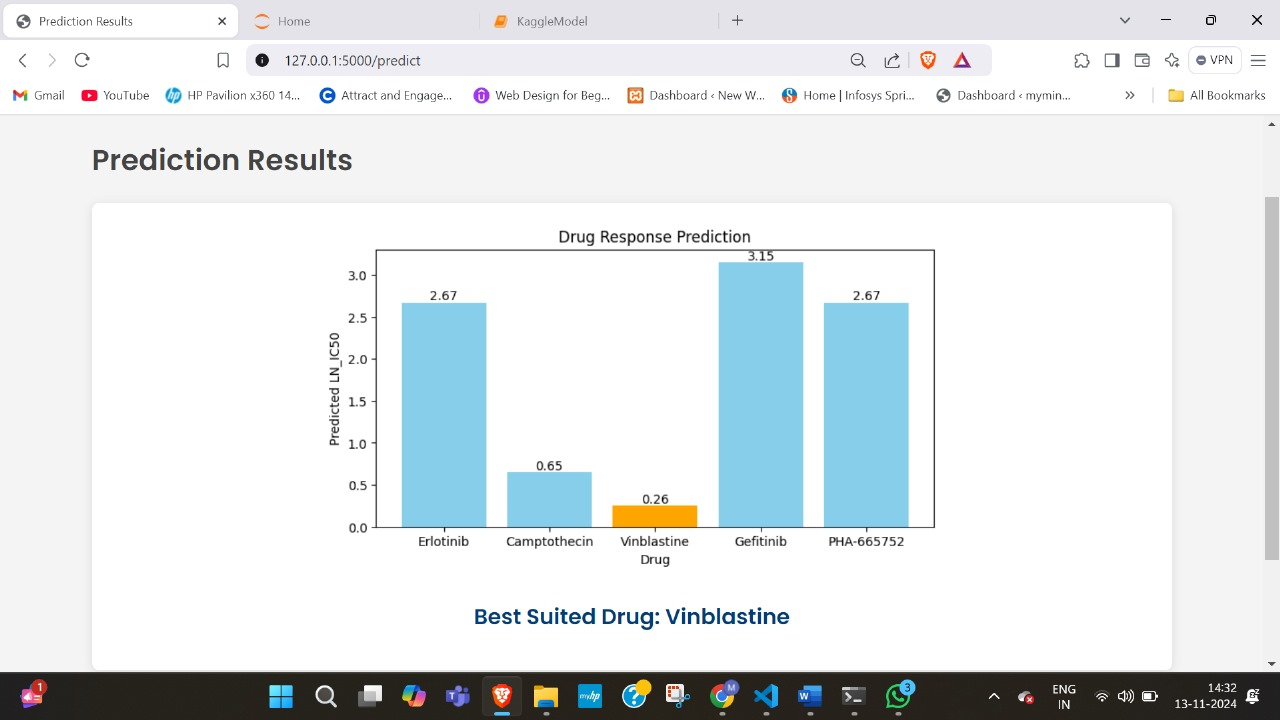 Prediction Results
Home
KaggleModel
127.0.0.1:5000/predict
VPN
Gmail
YouTube
HP Pavilion x360 14...
Attract and Engage...
Web Design for Beg...
Dashboard ‹ New W...
Home | Infosys Spri...
Dashboard ‹ mymin...
»
All Bookmarks
Prediction Results
Drug Response Prediction
Predicted LN_IC50
3.0
2.5
2.0
1.5
1.0
0.5
0.0
2.67
0.65
0.26
3.15
2.67
Erlotinib
Camptothecin
Vinblastine
Gefitinib
PHA-665752
Drug
Best Suited Drug: Vinblastine
1
myhp
M
3
ENG
IN
14:32
13-11-2024